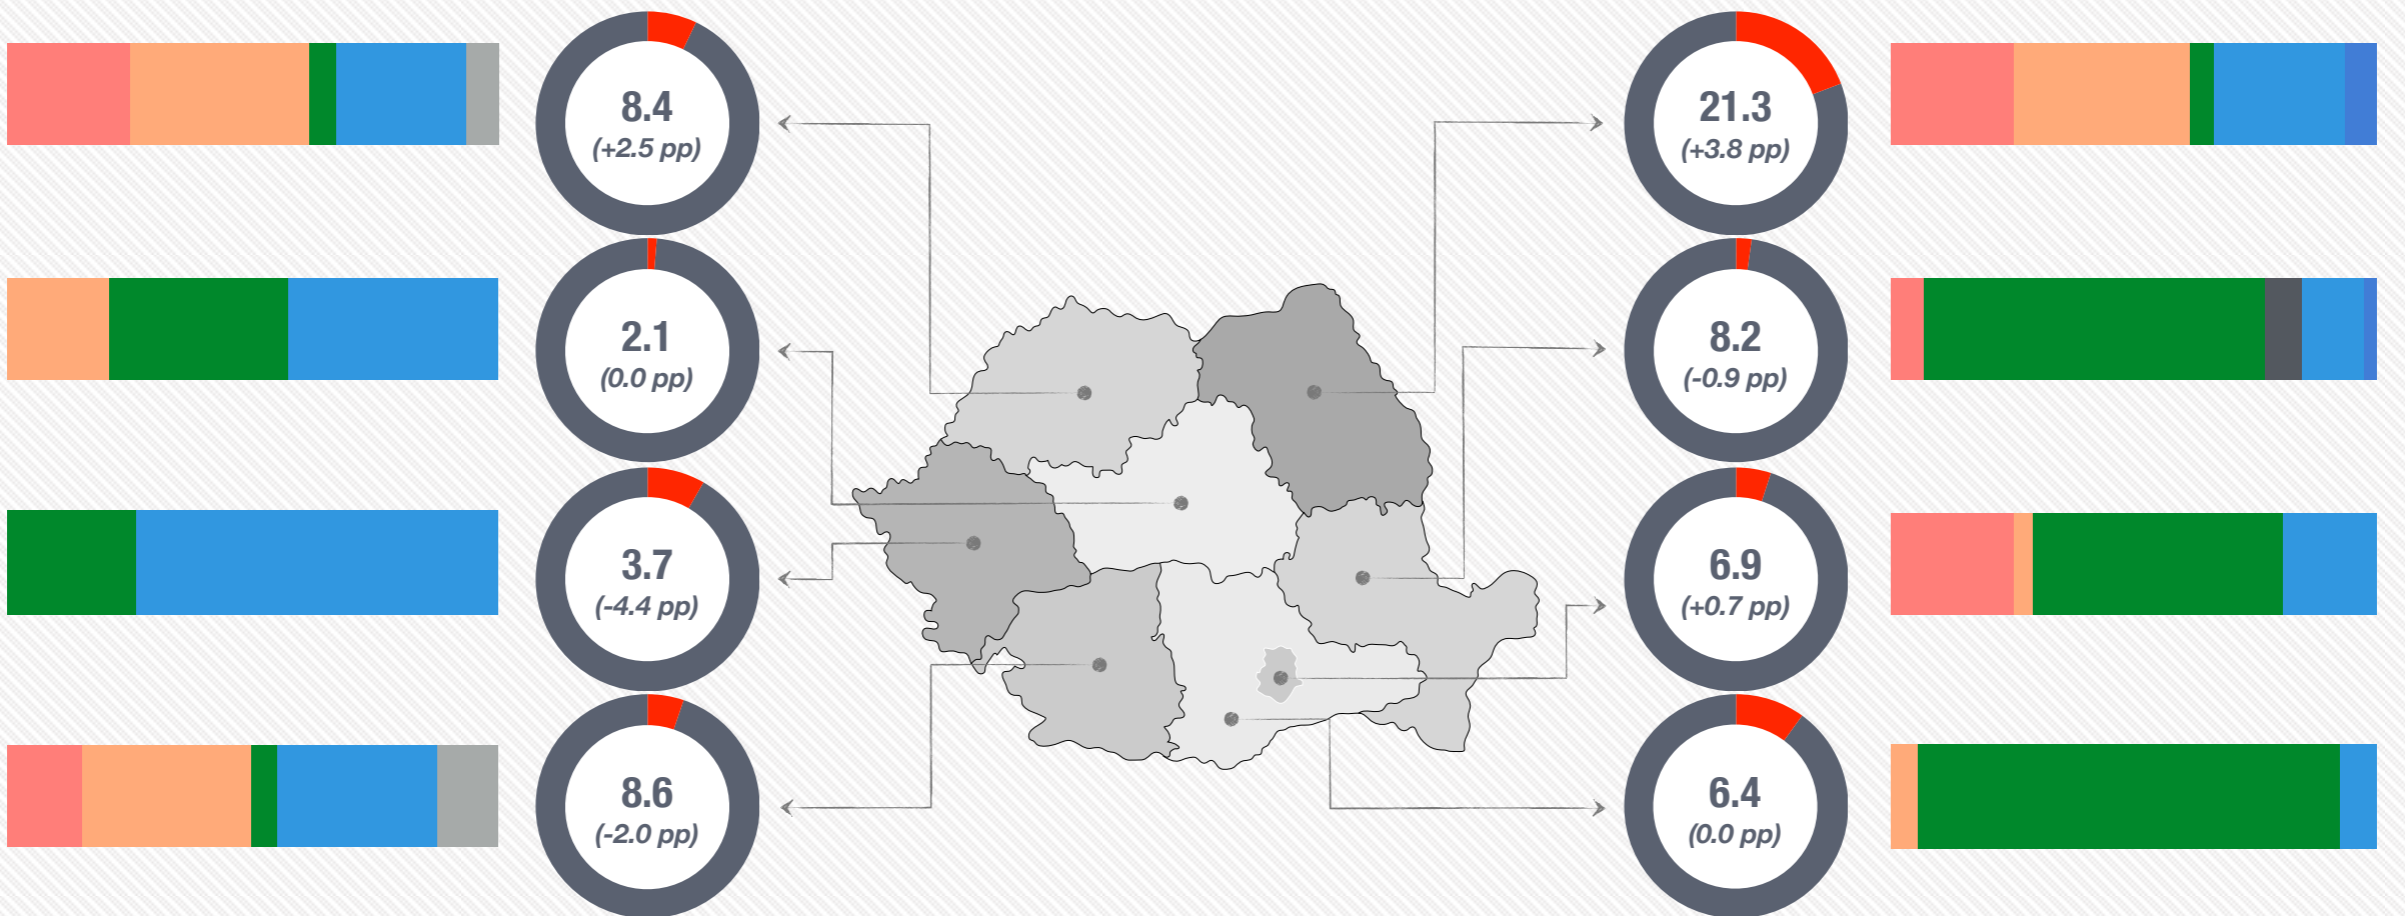 8.4
(+2.5 pp)
21.3
(+3.8 pp)
2.1
(0.0 pp)
8.2
(-0.9 pp)
3.7
(-4.4 pp)
6.9
(+0.7 pp)
8.6
(-2.0 pp)
6.4
(0.0 pp)